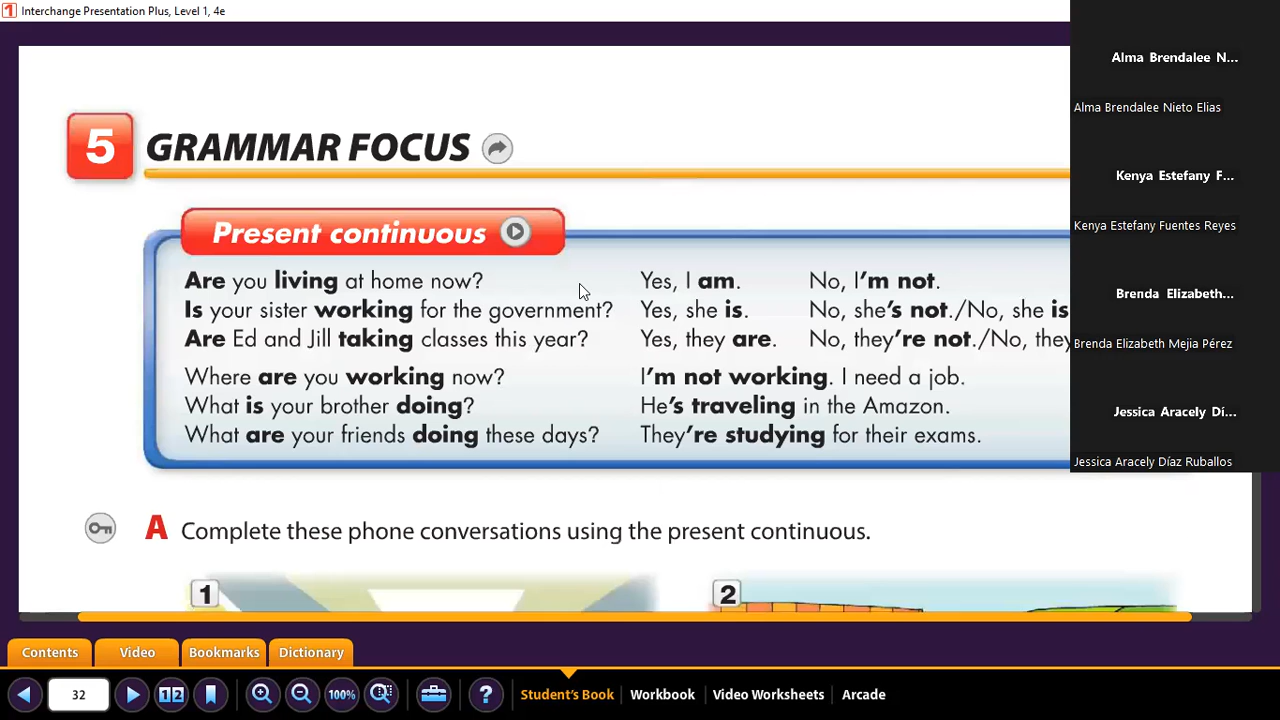 Interchange Presentation Plus, Level 1, 4e
5 GRAMMAR FOCUS
Present continuous
Are you living at home now? Yes, I am. No, I'm not.
Is your sister working for the government? Yes, she is. No, she's not./No, she is
Are Ed and Jill taking classes this year? Yes, they are. No, they're not./No, they
Where are you working now? I'm not working. I need a job.
What is your brother doing? He's traveling in the Amazon.
What are your friends doing these days? They're studying for their exams.
A Complete these phone conversations using the present continuous.
1 2
Alma Brendalee N...
Alma Brendalee Nieto Elias
Kenya Estefany F...
Kenya Estefany Fuentes Reyes
Brenda Elizabeth...
Brenda Elizabeth Mejia Pérez
Jessica Aracely Dí...
Jessica Aracely Díaz Ruballos
Contents Video Bookmarks Dictionary
32 12 100% ? Student's Book Workbook Video Worksheets Arcade